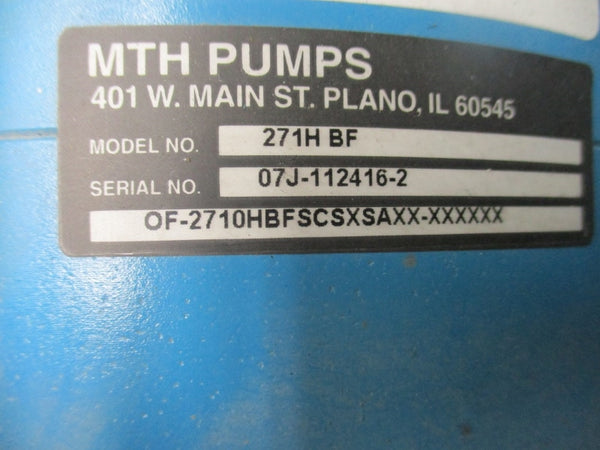 MTH PUMPS
401 W. MAIN ST. PLANO, IL 60545
MODEL NO. 271H BF
SERIAL NO. 07J-112416-2
OF-2710HBFSCSXSAXX-XXXXXX